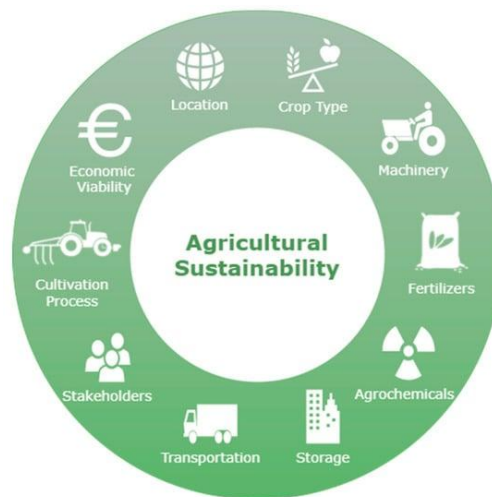 Agricultural
Sustainability
Location
Crop Type
Machinery
Fertilizers
Agrochemicals
Storage
Transportation
Stakeholders
Cultivation
Process
Economic
Viability